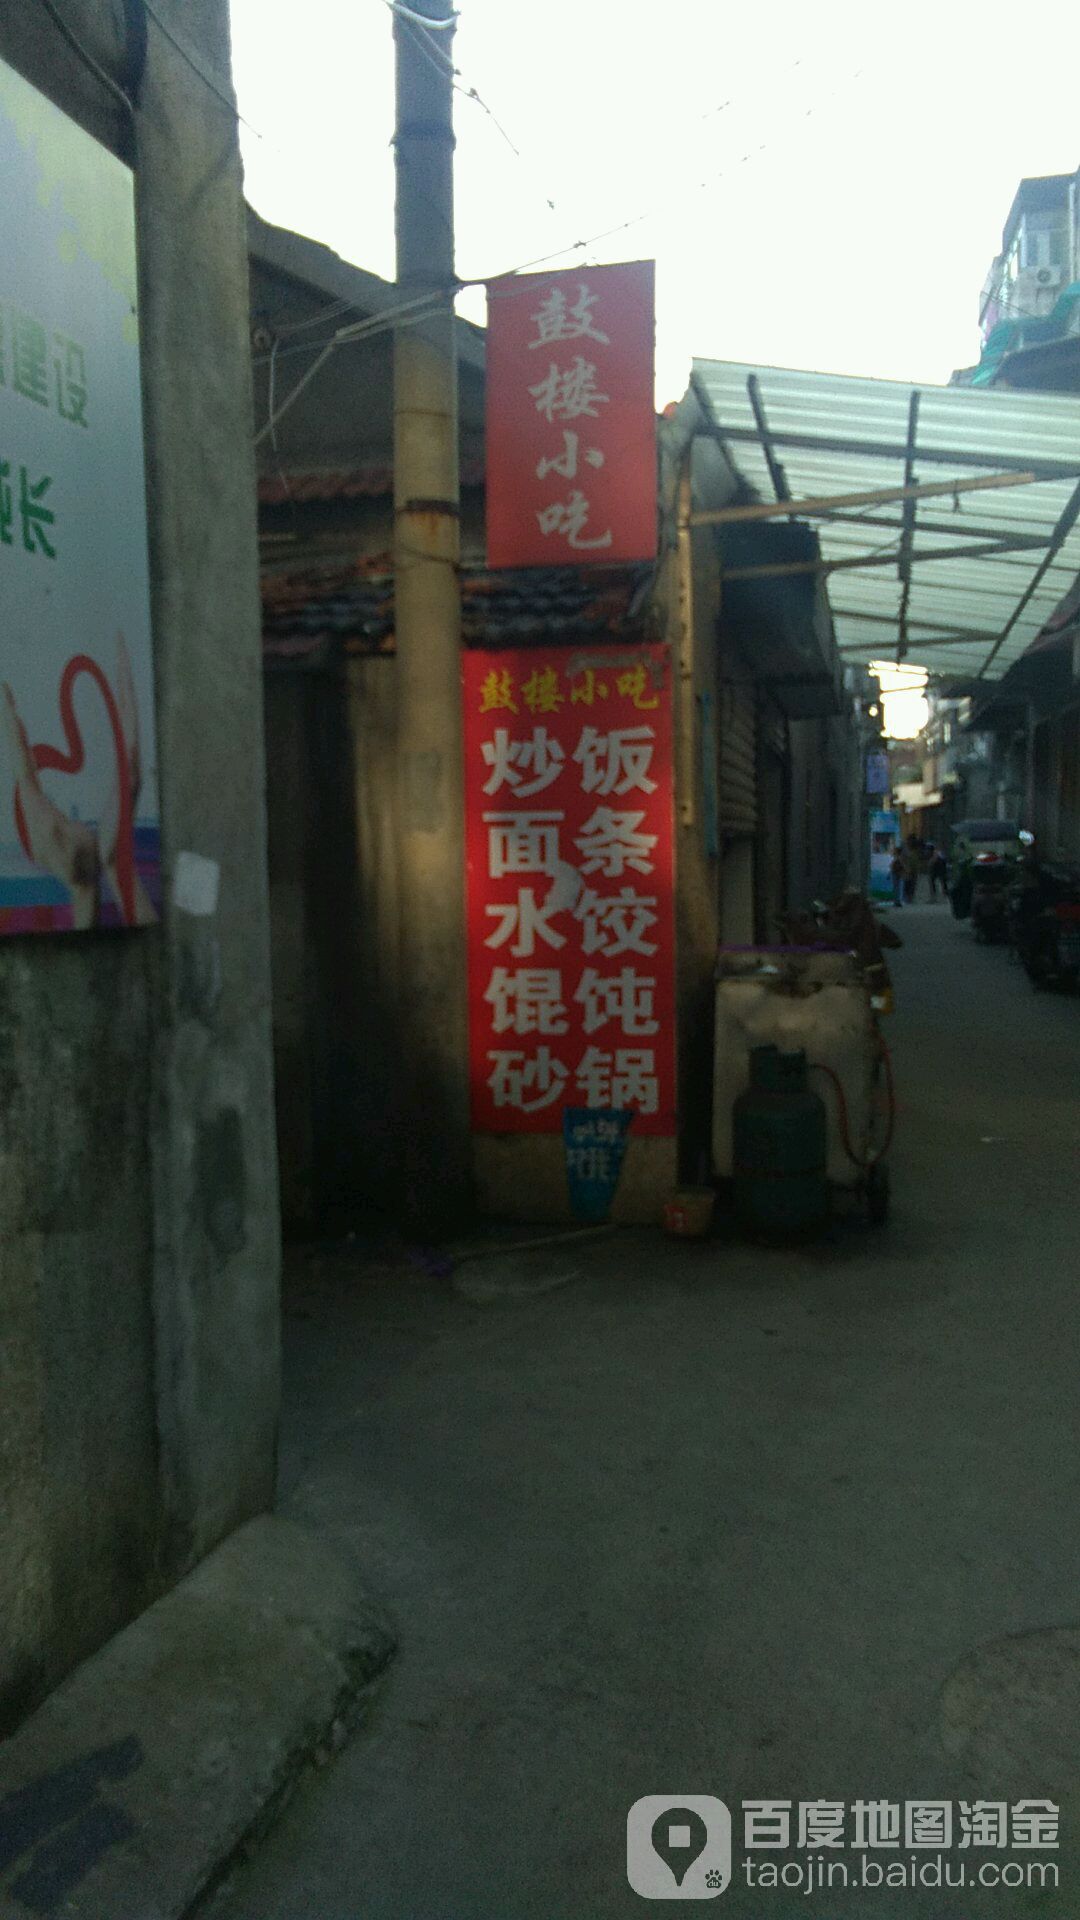 建设
长
鼓楼小吃
鼓楼小吃
炒饭
面条
水饺
馄饨
砂锅
百度地图淘金
taojin.baidu.com